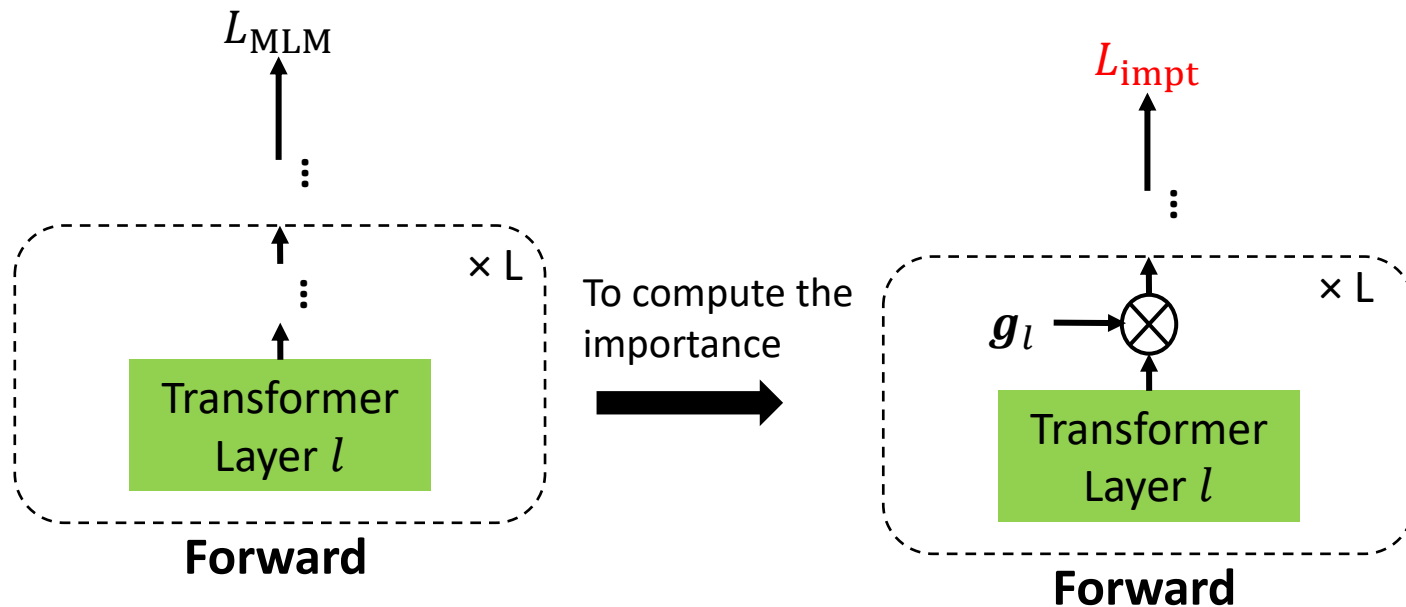 L_MLM
⋮
× L
⋮
Transformer
Layer l
Forward
To compute the
importance
L_impt
⋮
× L
g_l
Transformer
Layer l
Forward